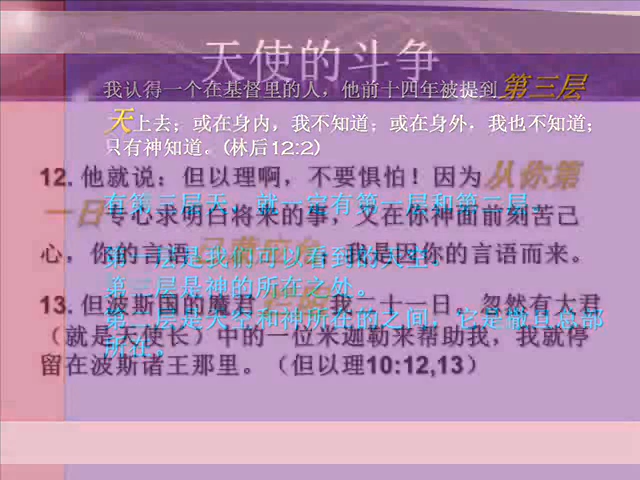 天使的斗争
我认得一个在基督里的人，他前十四年被提到第三层
天上去；或在身内，我不知道；或在身外，我也不知道；
只有神知道。(林后12:2)
12. 他就说：但以理啊，不要惧怕！因为从你第
有第三层天，就一定有第一层和第二层
一日专心求明白将来的事，又在你神面前刻苦己
心，你的言语；我是因你的言语而来。
第一层是我们可以看到的天空。
第三层是神的所在之处。
13. 但波斯国的魔君我二十一日。忽然有大君
第二层是天空和神所在的之间，它是撒旦总部
（就是天使长）中的一位米迦勒来帮助我，我就停
所在。
留在波斯诸王那里。（但以理10:12,13）